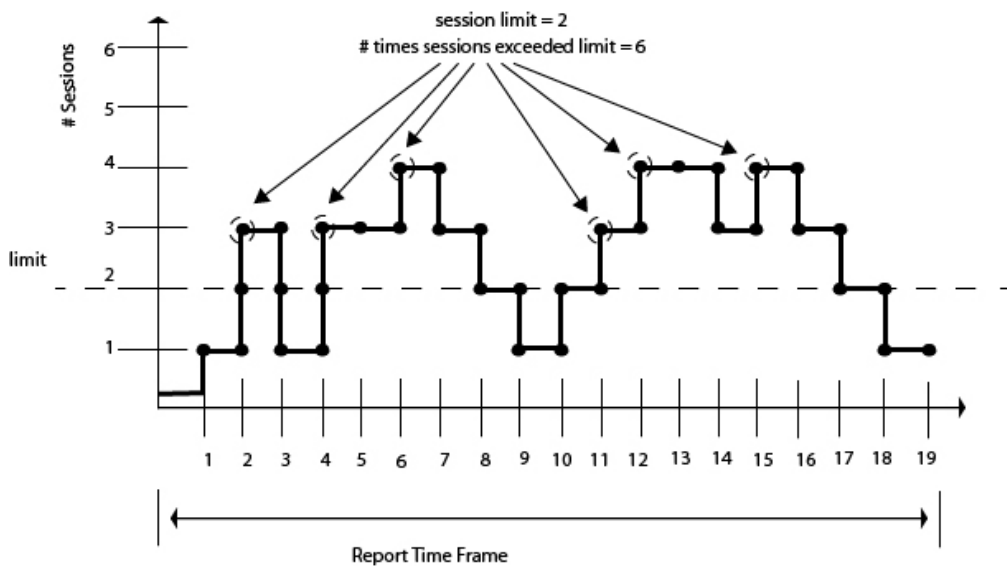 session limit = 2
# times sessions exceeded limit = 6
# Sessions
6
5
4
3
limit
2
1
1 2 3 4 5 6 7 8 9 10 11 12 13 14 15 16 17 18 19
Report Time Frame